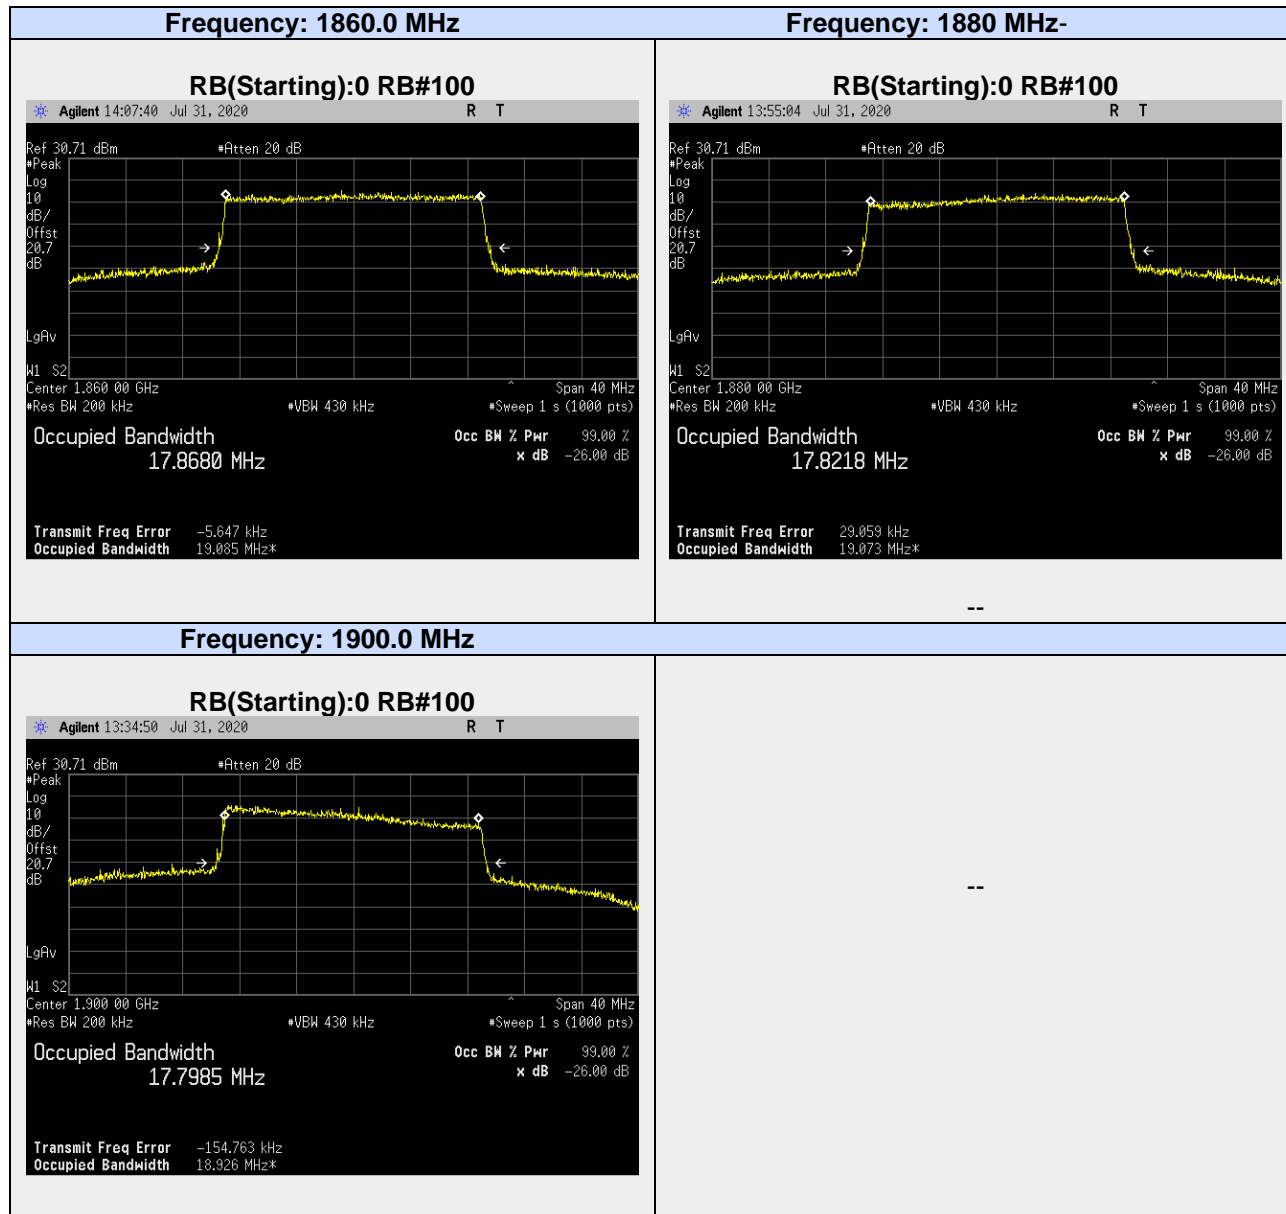 Frequency: 1860.0 MHz
Frequency: 1880 MHz-
RB(Starting):0 RB#100
Agilent 14:07:40 Jul 31, 2020 R T
Ref 30.71 dBm #Atten 20 dB
#Peak
Log
10
dB/
Offst
20.7
dB
LgAv
W1 S2
Center 1.860 00 GHz ^ Span 40 MHz
#Res BW 200 kHz #VBW 430 kHz #Sweep 1 s (1000 pts)
Occupied Bandwidth Occ BW % Pwr 99.00 %
17.8680 MHz x dB -26.00 dB
Transmit Freq Error -5.647 kHz
Occupied Bandwidth 19.085 MHz*
RB(Starting):0 RB#100
Agilent 13:55:04 Jul 31, 2020 R T
Ref 30.71 dBm #Atten 20 dB
#Peak
Log
10
dB/
Offst
20.7
dB
LgAv
W1 S2
Center 1.880 00 GHz ^ Span 40 MHz
#Res BW 200 kHz #VBW 430 kHz #Sweep 1 s (1000 pts)
Occupied Bandwidth Occ BW % Pwr 99.00 %
17.8218 MHz x dB -26.00 dB
Transmit Freq Error 29.059 kHz
Occupied Bandwidth 19.073 MHz*
--
Frequency: 1900.0 MHz
RB(Starting):0 RB#100
Agilent 13:34:50 Jul 31, 2020 R T
Ref 30.71 dBm #Atten 20 dB
#Peak
Log
10
dB/
Offst
20.7
dB
LgAv
W1 S2
Center 1.900 00 GHz ^ Span 40 MHz
#Res BW 200 kHz #VBW 430 kHz #Sweep 1 s (1000 pts)
Occupied Bandwidth Occ BW % Pwr 99.00 %
17.7985 MHz x dB -26.00 dB
Transmit Freq Error -154.763 kHz
Occupied Bandwidth 18.926 MHz*
--